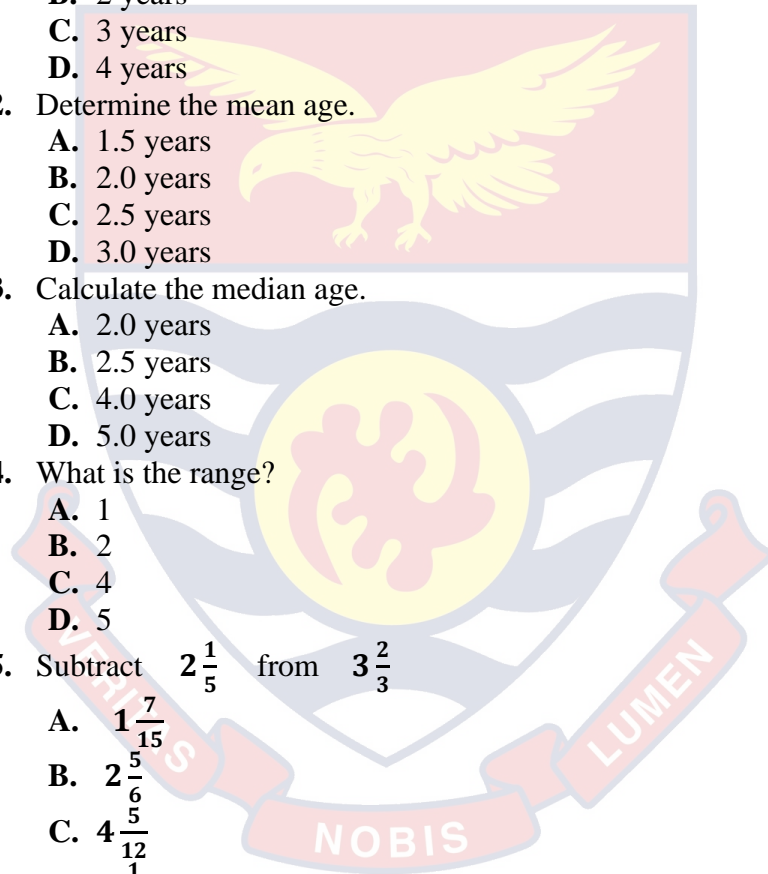 C. 3 years
D. 4 years
Determine the mean age.
A. 1.5 years
B. 2.0 years
C. 2.5 years
D. 3.0 years
Calculate the median age.
A. 2.0 years
B. 2.5 years
C. 4.0 years
D. 5.0 years
What is the range?
A. 1
B. 2
C. 4
D. 5
Subtract 2 1/5 from 3 2/3
A. 1 7/15
B. 2 5/6
C. 4 5/12
VERITAS
NOBIS
LUMEN